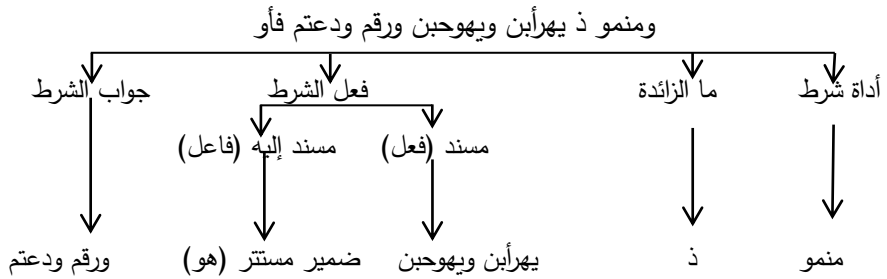 ومنمو ذ يهرأبن ويهوحبن ورقم ودعتم فأو
أداة شرط ما الزائدة فعل الشرط جواب الشرط
مسند (فعل) مسند إليه (فاعل)
منمو ذ يهرأبن ويهوحبن ضمير مستتر (هو) ورقم ودعتم